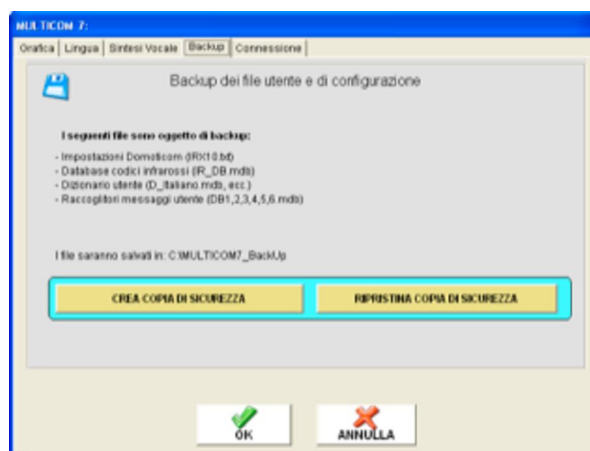 MULTICOM 7:
Grafica Lingua Sintesi Vocale Backup Connessione
Backup dei file utente e di configurazione
I seguenti file sono oggetto di backup:
- Impostazioni Domoticom (IRX10.txt)
- Database codici infrarossi (IR_DB.mdb)
- Dizionario utente (D_Italiano.mdb, ecc.)
- Raccoglitori messaggi utente (DB1,2,3,4,5,6.mdb)
I file saranno salvati in: C:\MULTICOM7_BackUp
CREA COPIA DI SICUREZZA RIPRISTINA COPIA DI SICUREZZA
OK ANNULLA